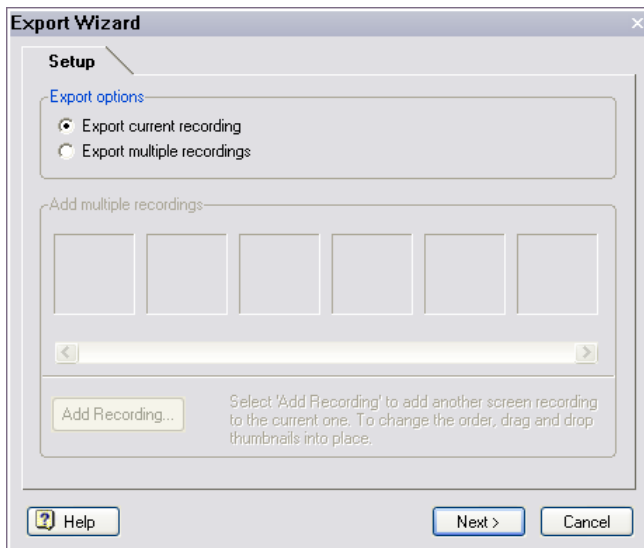 Export Wizard
Setup
Export options
Export current recording
Export multiple recordings
Add multiple recordings
Add Recording...
Select 'Add Recording' to add another screen recording
to the current one. To change the order, drag and drop
thumbnails into place.
Help
Next >
Cancel